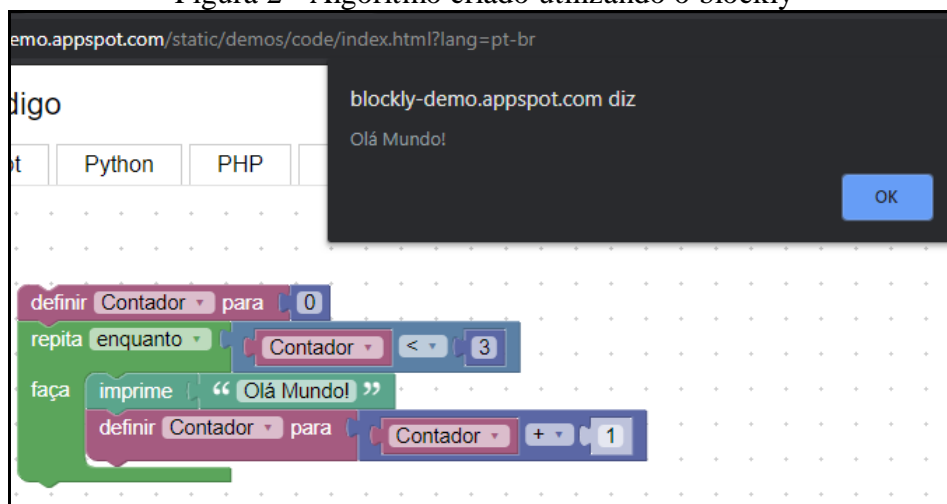 Figura 2 - Algoritmo criado utilizando o blockly
emo.appspot.com/static/demos/code/index.html?lang=pt-br
digo
blockly-demo.appspot.com diz
Olá Mundo!
OK
ot Python PHP
definir Contador para 0
repita enquanto Contador < 3
faça imprime “ Olá Mundo! ”
definir Contador para Contador + 1